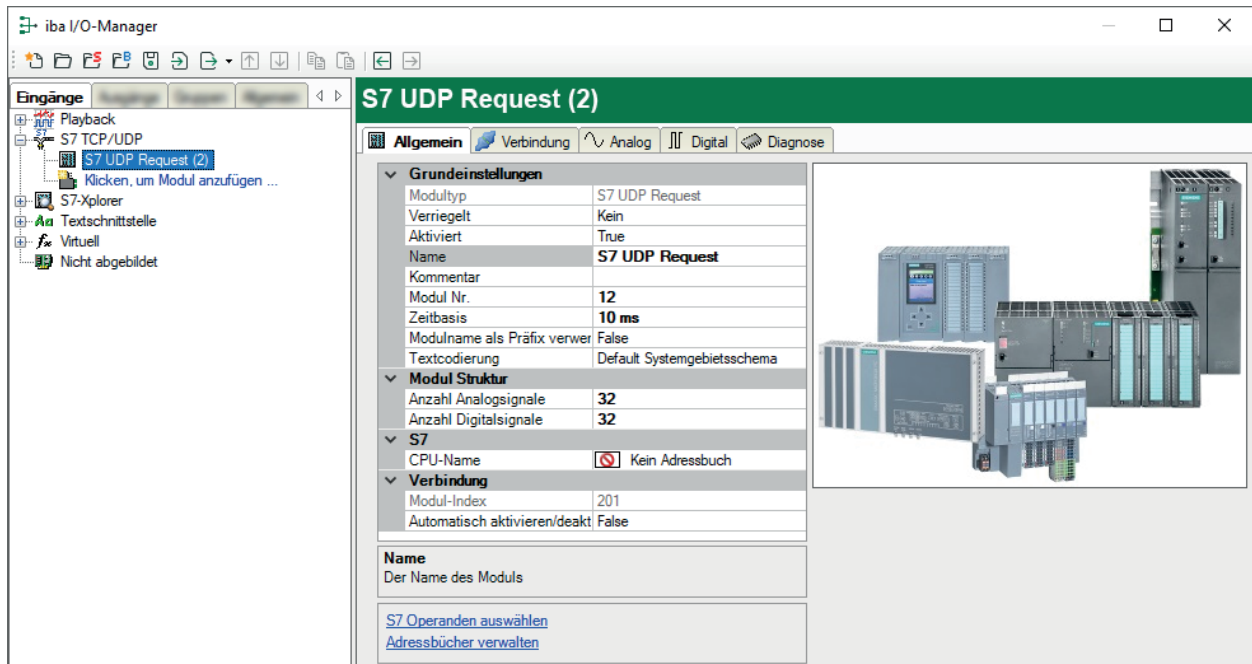 iba I/O-Manager
Eingänge
Playback
S7 TCP/UDP
S7 UDP Request (2)
Klicken, um Modul anzufügen ...
S7-Xplorer
Textschnittstelle
Virtuell
Nicht abgebildet
S7 UDP Request (2)
Allgemein Verbindung Analog Digital Diagnose
Grundeinstellungen
Modultyp S7 UDP Request
Verriegelt Kein
Aktiviert True
Name S7 UDP Request
Kommentar
Modul Nr. 12
Zeitbasis 10 ms
Modulname als Präfix verwer False
Textcodierung Default Systemgebietsschema
Modul Struktur
Anzahl Analogsignale 32
Anzahl Digitalsignale 32
S7
CPU-Name Kein Adressbuch
Verbindung
Modul-Index 201
Automatisch aktivieren/deakt False
Name
Der Name des Moduls
S7 Operanden auswählen
Adressbücher verwalten